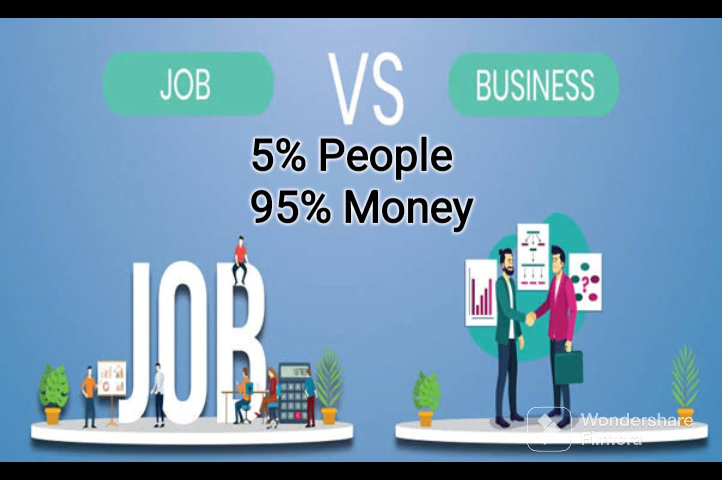 JOB
VS
BUSINESS
5% People
95% Money
JOB
Wondershare
Filmora